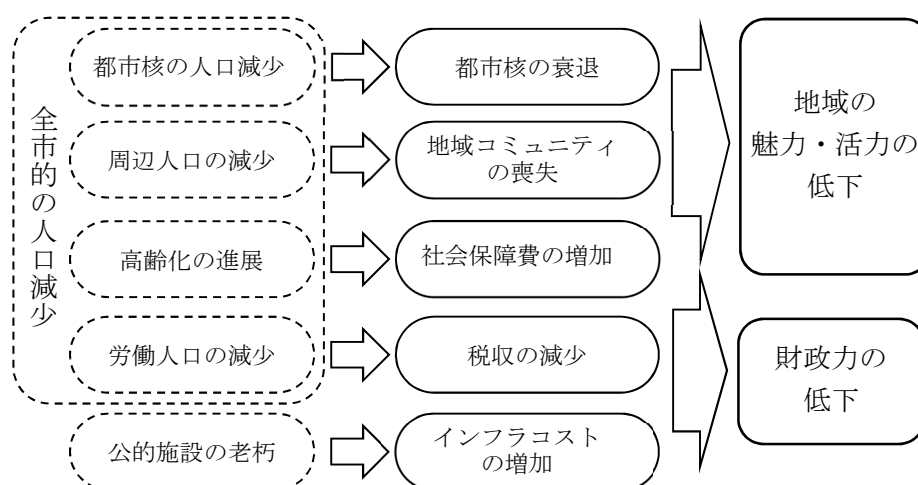 全市的の人口減少
都市核の人口減少
都市核の衰退
周辺人口の減少
地域コミュニティ
の喪失
高齢化の進展
社会保障費の増加
労働人口の減少
税収の減少
公的施設の老朽
インフラコスト
の増加
地域の
魅力・活力の
低下
財政力の
低下